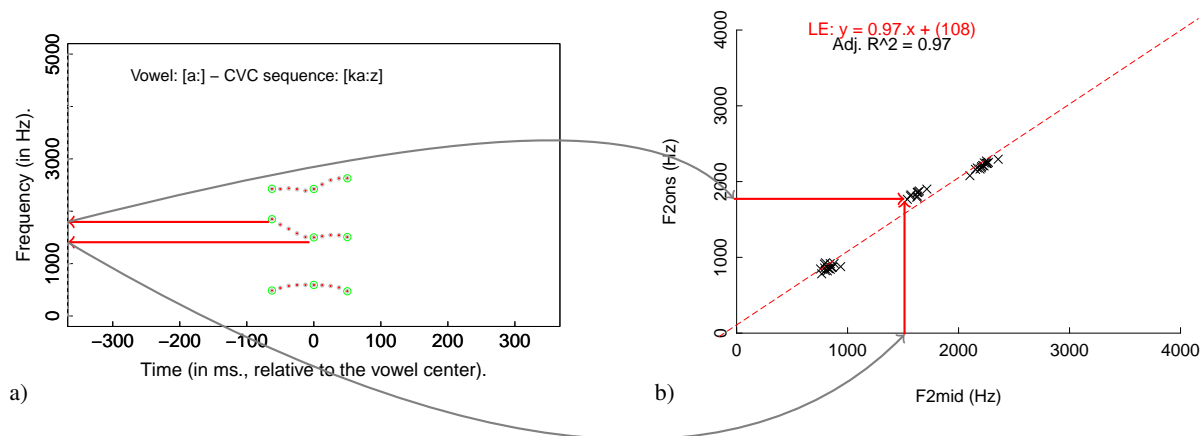 Vowel: [a:] − CVC sequence: [ka:z]
Frequency (in Hz).
0 1000 3000 5000
−300 −200 −100 0 100 200 300
Time (in ms., relative to the vowel center).
a)
LE: y = 0.97.x + (108)
Adj. R^2 = 0.97
F2ons (Hz)
0 1000 2000 3000 4000
0 1000 2000 3000 4000
F2mid (Hz)
b)